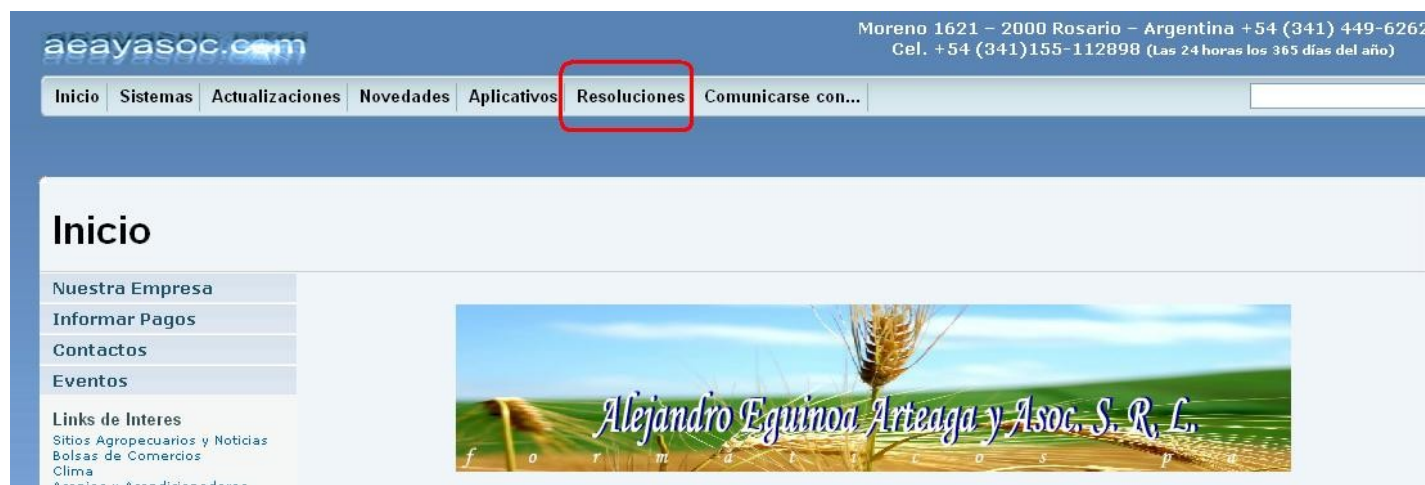 aeayasoc.com
Moreno 1621 – 2000 Rosario – Argentina +54 (341) 449-6262
Cel. +54 (341)155-112898 (Las 24 horas los 365 días del año)
Inicio Sistemas Actualizaciones Novedades Aplicativos Resoluciones Comunicarse con...
Inicio
Nuestra Empresa
Informar Pagos
Contactos
Eventos
Links de Interes
Sitios Agropecuarios y Noticias
Bolsas de Comercios
Clima
Alejandro Eguinoa Arteaga y Asoc. S. R. L.
f o r m á t i c o s p a